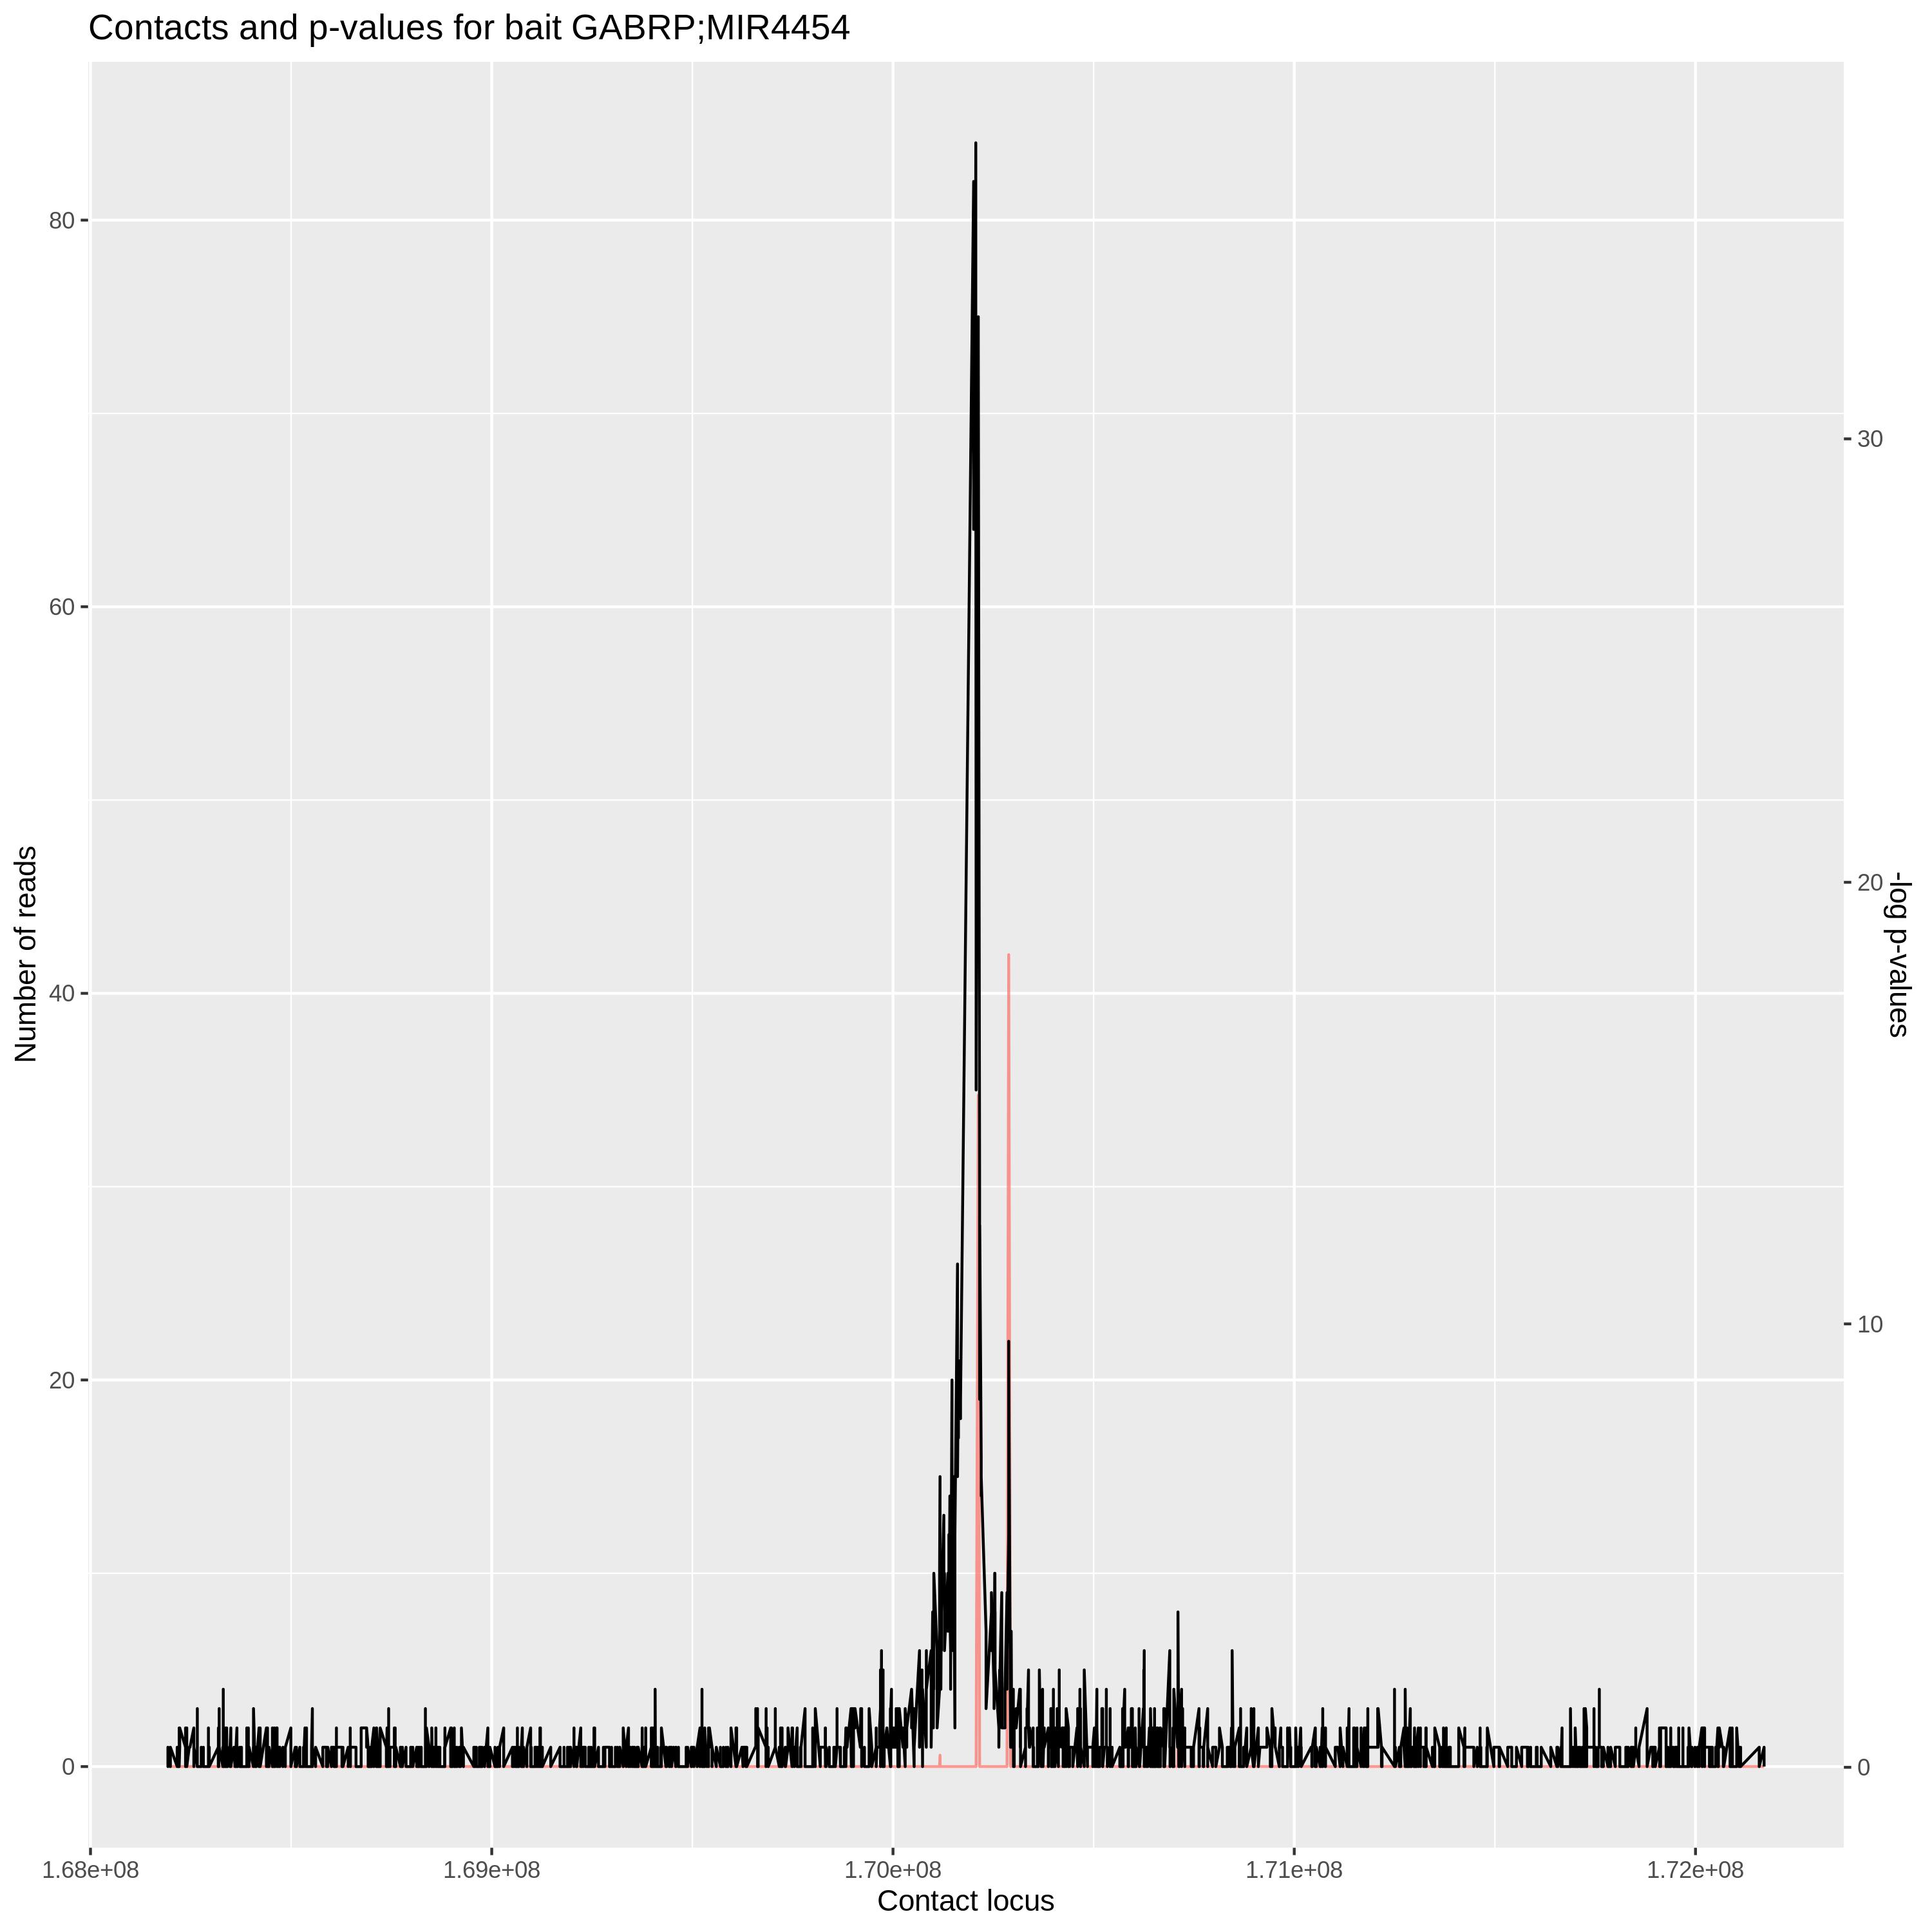 Contacts and p-values for bait GABRP;MIR4454
80
60
40
20
0
Number of reads
30
20
10
0
-log p-values
1.68e+08
1.69e+08
1.70e+08
1.71e+08
1.72e+08
Contact locus